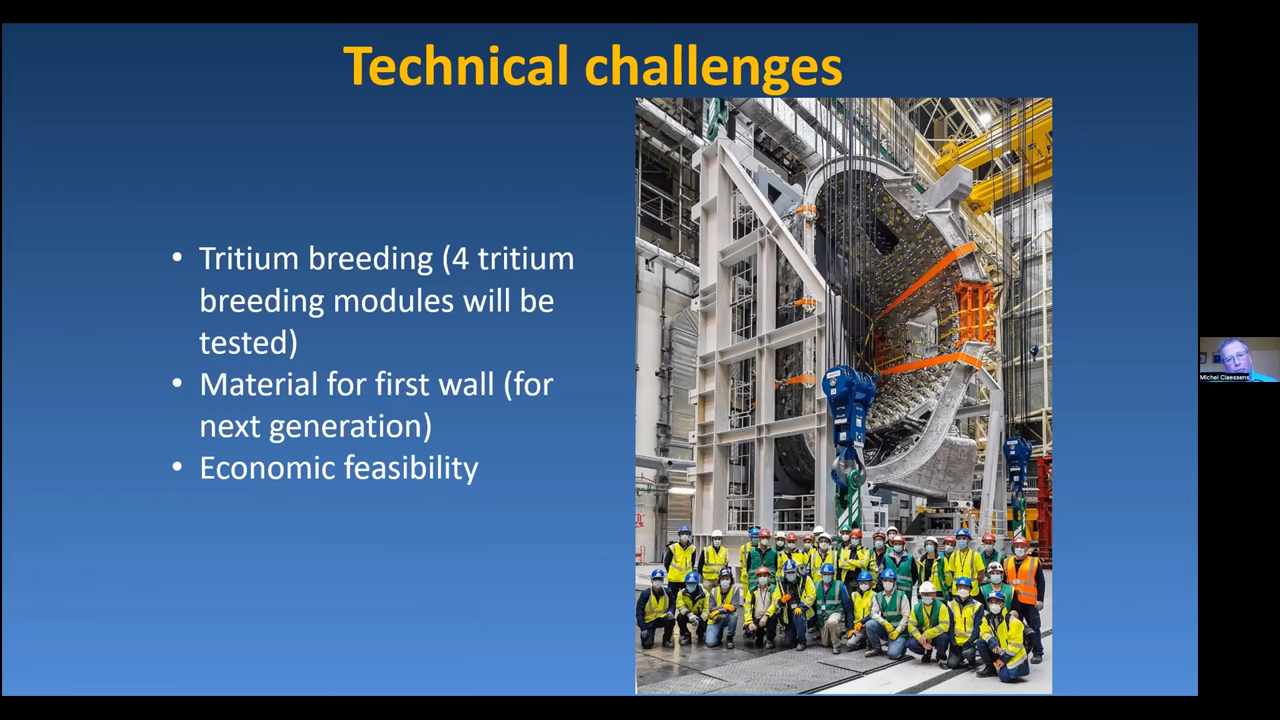 Technical challenges
• Tritium breeding (4 tritium
breeding modules will be
tested)
• Material for first wall (for
next generation)
• Economic feasibility
Michel Claessens